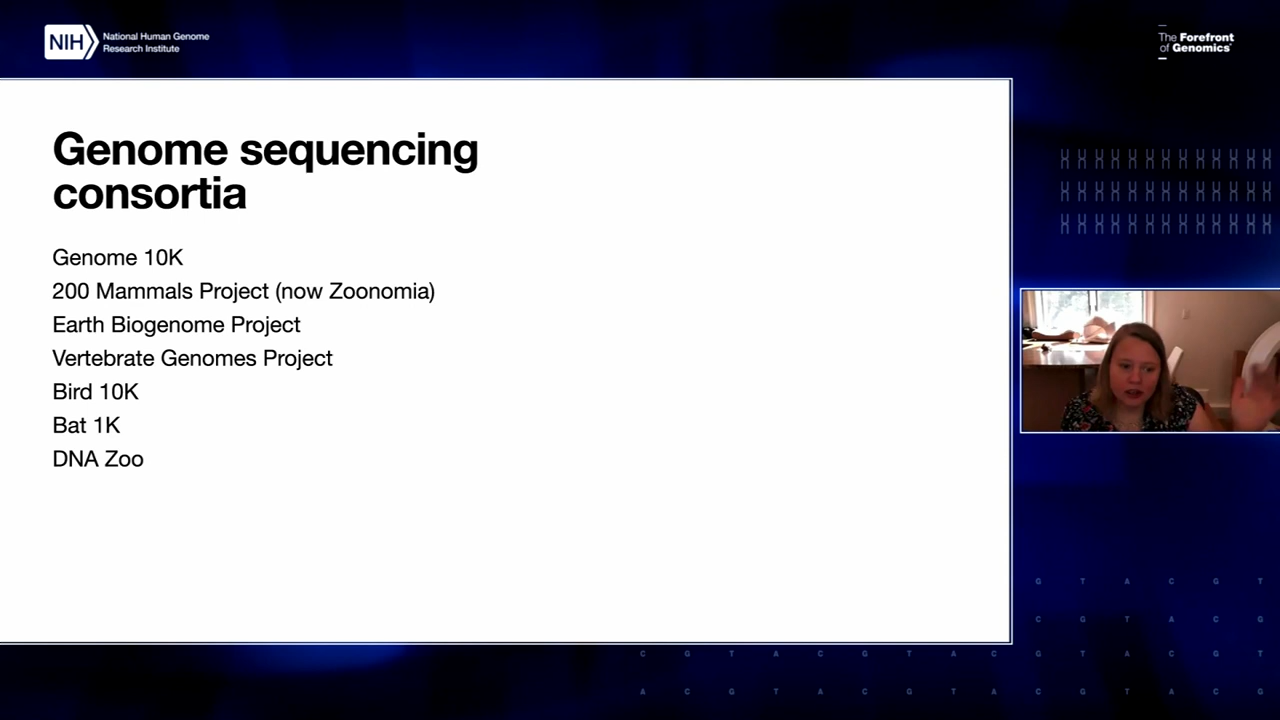 NIH
National Human Genome
Research Institute
The Forefront
of Genomics
Genome sequencing
consortia
Genome 10K
200 Mammals Project (now Zoonomia)
Earth Biogenome Project
Vertebrate Genomes Project
Bird 10K
Bat 1K
DNA Zoo
G T A C G T
C G T A C G
C G T A C G T A C G T A C G T
A C G T A C G T A C G T A C G